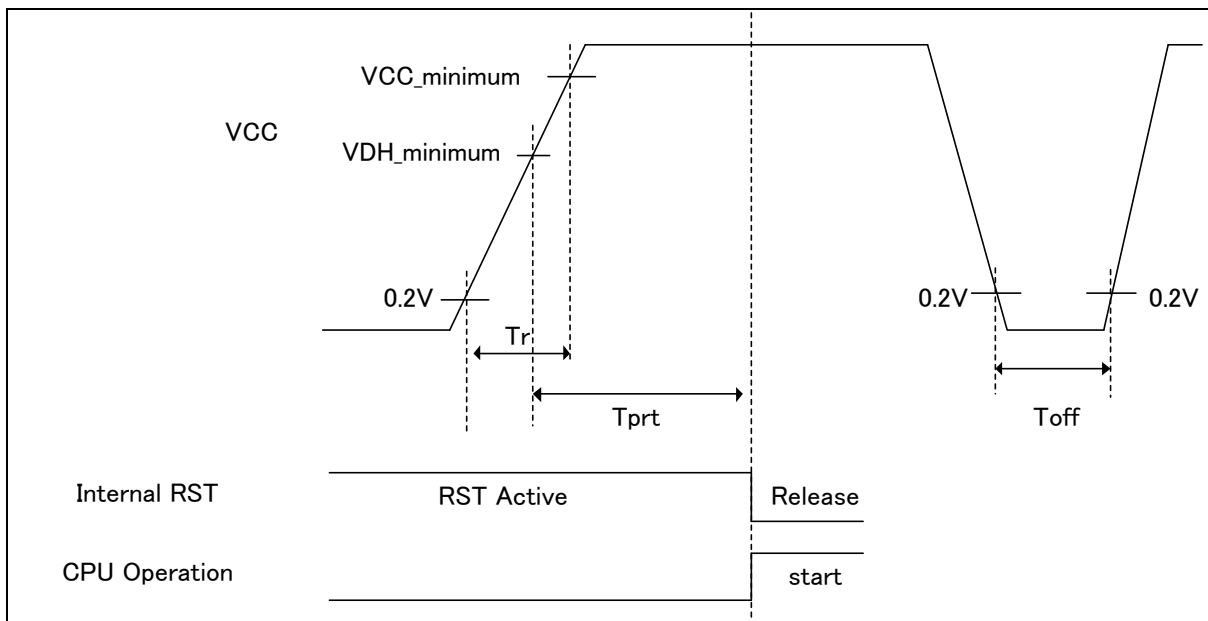 VCC_minimum
VCC
VDH_minimum
0.2V
0.2V
0.2V
Tr
Tprt
Toff
Internal RST
RST Active
Release
CPU Operation
start